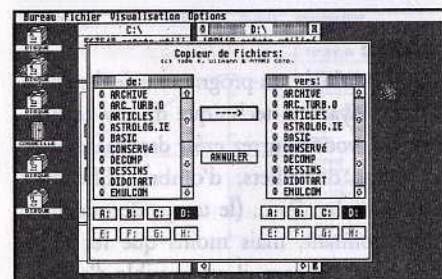 Bureau Fichier Visualisation Options
C:\
D:\
DISQUE
DISQUE
DISQUE
CORBEILLE
DISQUE
DISQUE
Copieur de Fichiers:
de:
vers:
◊ ARCHIVE
◊ ARC_TURB.O
◊ ARTICLES
◊ ASTROLOG.IE
◊ BASIC
◊ CONSERVÉ
◊ DECOMP
◊ DESSINS
◊ DIDOTART
◊ EMULCOM
---->
ANNULER
◊ ARCHIVE
◊ ARC_TURB.O
◊ ARTICLES
◊ ASTROLOG.IE
◊ BASIC
◊ CONSERVÉ
◊ DECOMP
◊ DESSINS
◊ DIDOTART
◊ EMULCOM
A: B: C: D:
E: F: G: H:
A: B: C: D:
E: F: G: H: